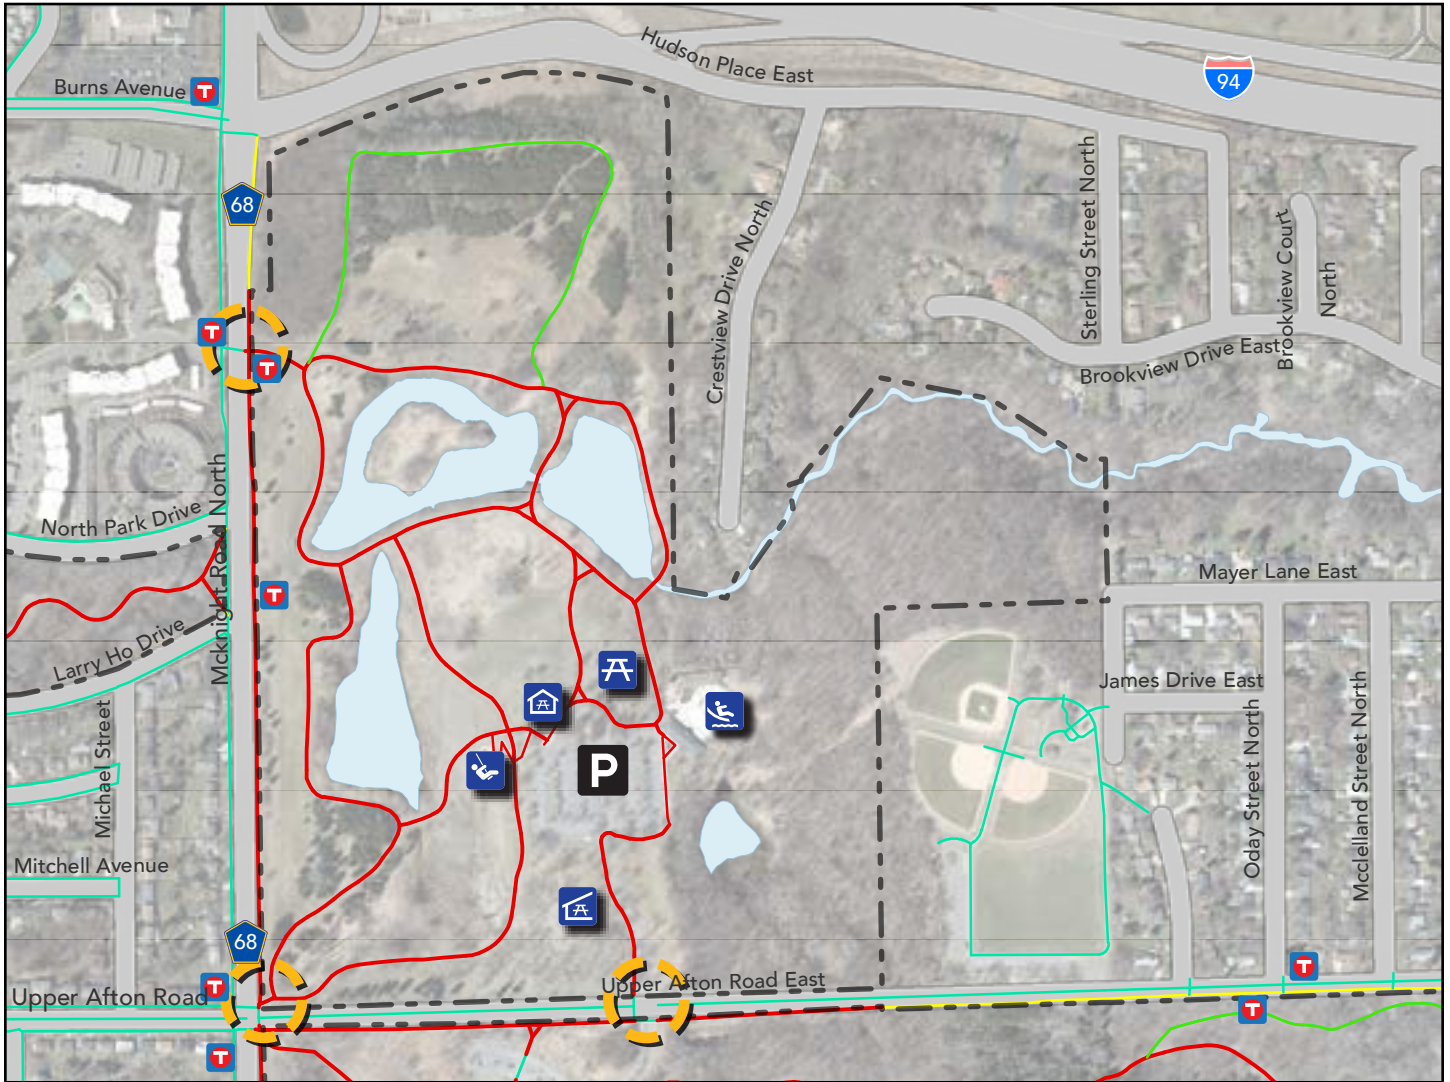 Hudson Place East
94
Burns Avenue
T
68
Crestview Drive North
Sterling Street North
Brookview Court
North
T
T
Brookview Drive East
North Park Drive
Mcknight Road North
Mayer Lane East
T
Larry Ho Drive
James Drive East
Michael Street
P
Oday Street North
Mcclelland Street North
Mitchell Avenue
68
T
Upper Afton Road East
T
Upper Afton Road
T
T